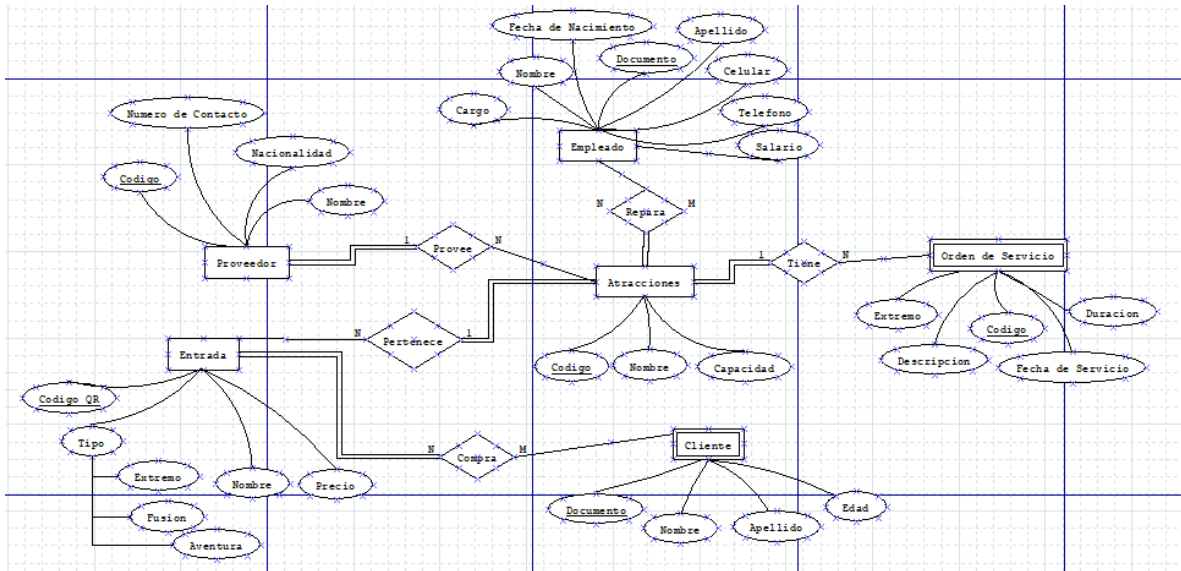 Fecha de Nacimiento
Apellido
Documento
Nombre
Celular
Cargo
Telefono
Empleado
Salario
Numero de Contacto
Nacionalidad
Codigo
Nombre
N
Repara
M
Proveedor
1
Provee
N
Atracciones
1
Tiene
N
Orden de Servicio
Extremo
Duracion
Codigo
Descripcion
Fecha de Servicio
Entrada
N
Pertenece
1
Codigo
Nombre
Capacidad
Codigo QR
Tipo
Extremo
Fusion
Aventura
Nombre
Precio
N
Compra
M
Cliente
Documento
Nombre
Apellido
Edad